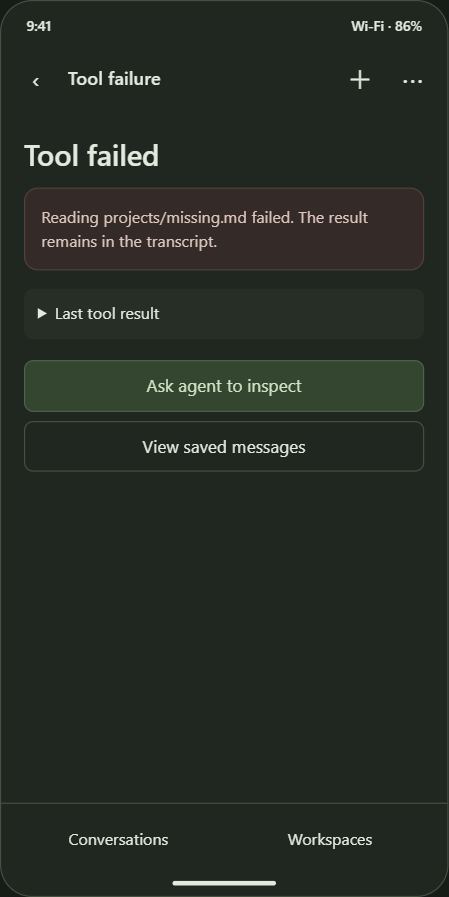 9:41
Wi-Fi · 86%
‹ Tool failure + ...
Tool failed
Reading projects/missing.md failed. The result
remains in the transcript.
▶ Last tool result
Ask agent to inspect
View saved messages
Conversations
Workspaces